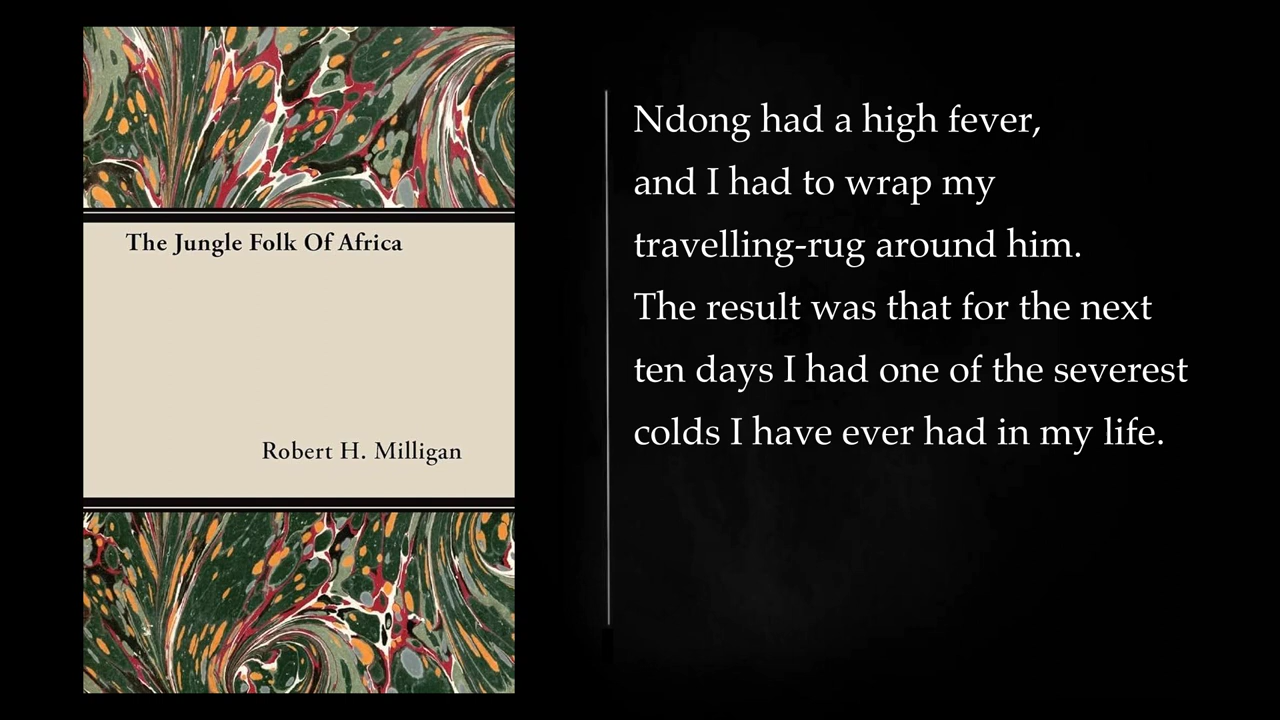 The Jungle Folk Of Africa
Robert H. Milligan
Ndong had a high fever,
and I had to wrap my
travelling-rug around him.
The result was that for the next
ten days I had one of the severest
colds I have ever had in my life.